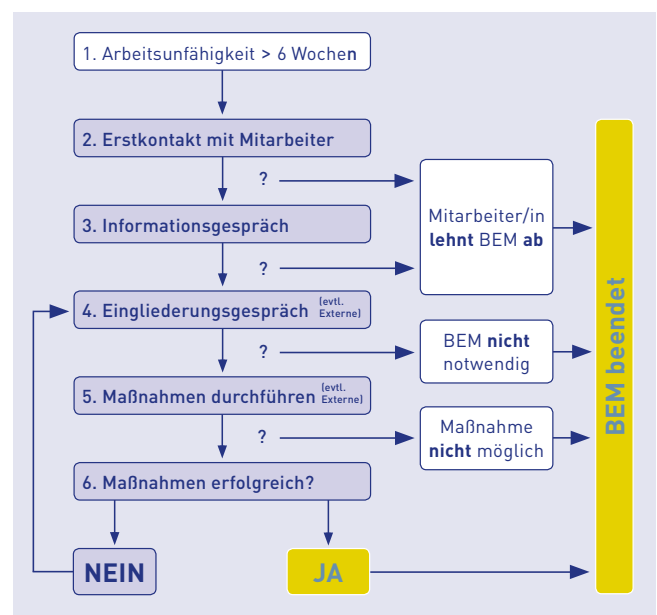 1. Arbeitsunfähigkeit > 6 Wochen
2. Erstkontakt mit Mitarbeiter
?
3. Informationsgespräch
?
Mitarbeiter/in
lehnt BEM ab
4. Eingliederungsgespräch (evtl.
Externe)
?
BEM nicht
notwendig
5. Maßnahmen durchführen (evtl.
Externe)
?
Maßnahme
nicht möglich
6. Maßnahmen erfolgreich?
NEIN
JA
BEM beendet